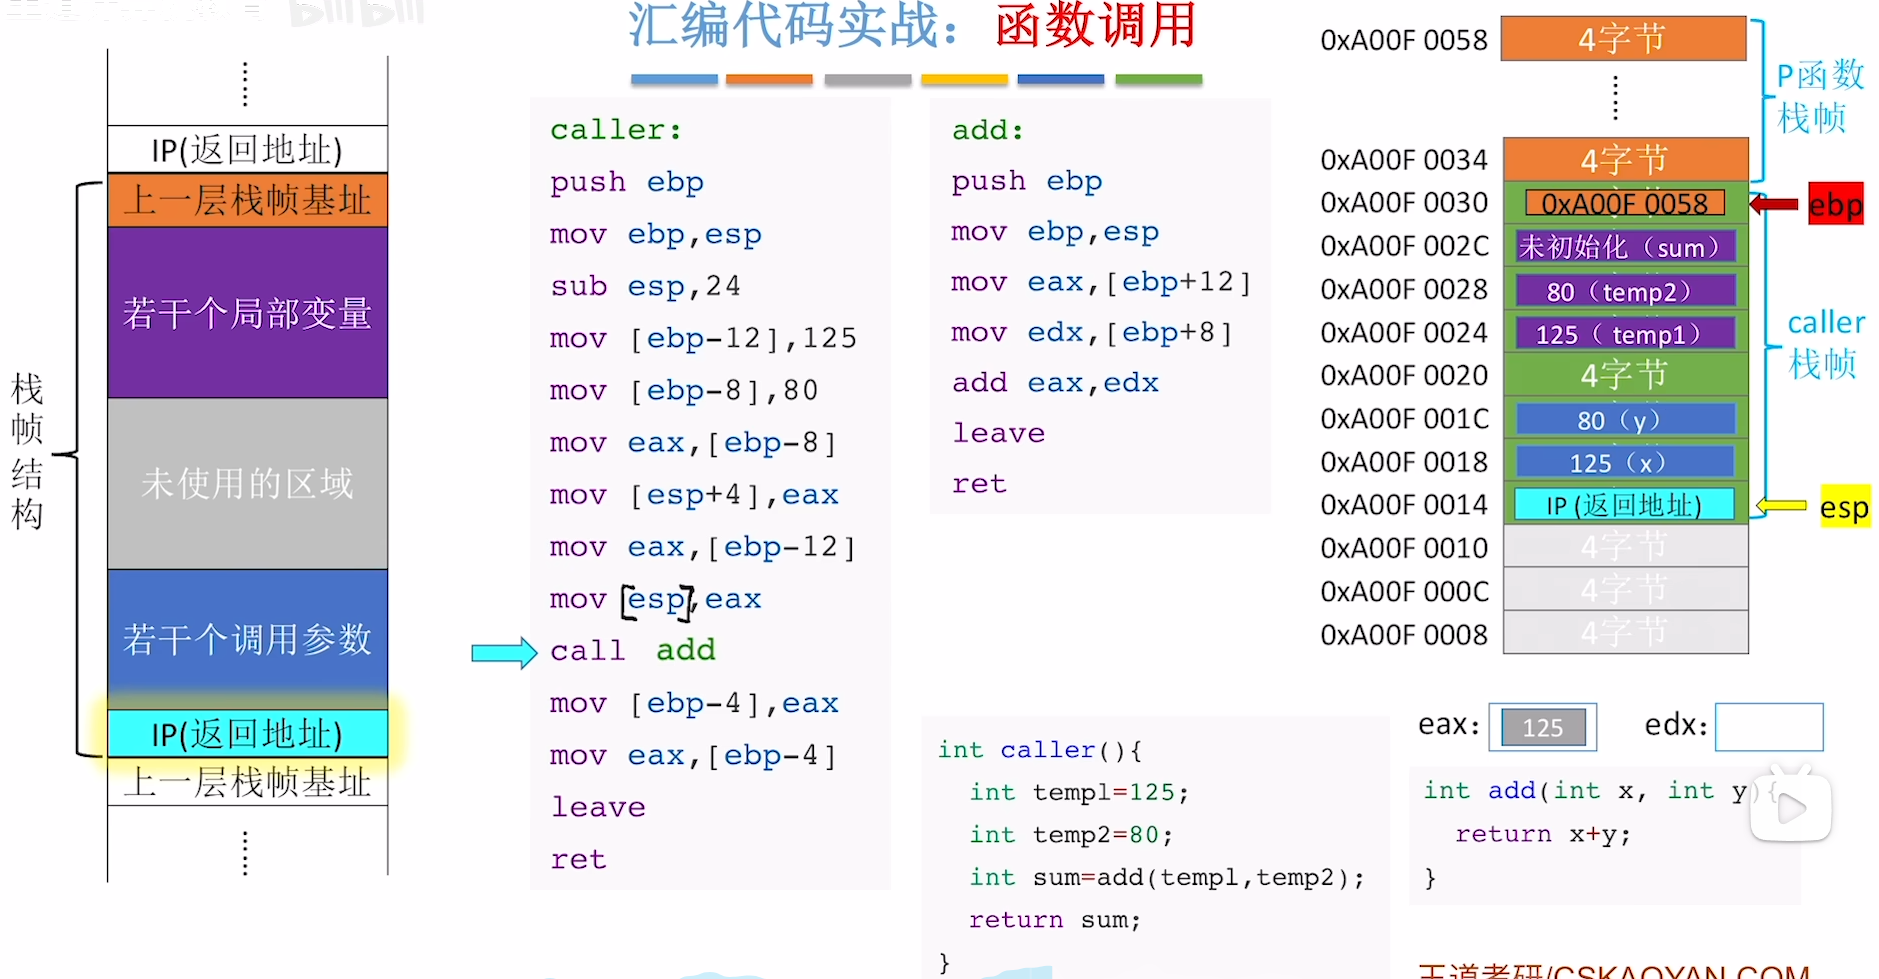 bilibili
汇编代码实战：函数调用
IP(返回地址)
上一层栈帧基址
若干个局部变量
未使用的区域
若干个调用参数
IP(返回地址)
上一层栈帧基址
栈帧结构
caller:
push ebp
mov ebp,esp
sub esp,24
mov [ebp-12],125
mov [ebp-8],80
mov eax,[ebp-8]
mov [esp+4],eax
mov eax,[ebp-12]
mov [esp],eax
call add
mov [ebp-4],eax
mov eax,[ebp-4]
leave
ret
add:
push ebp
mov ebp,esp
mov eax,[ebp+12]
mov edx,[ebp+8]
add eax,edx
leave
ret
int caller(){
int temp1=125;
int temp2=80;
int sum=add(temp1,temp2);
return sum;
}
0xA00F 0058 4字节
P函数栈帧
0xA00F 0034 4字节
0xA00F 0030 0xA00F 0058 ebp
0xA00F 002C 未初始化（sum）
0xA00F 0028 80（temp2）
0xA00F 0024 125（temp1）
caller栈帧
0xA00F 0020 4字节
0xA00F 001C 80（y）
0xA00F 0018 125（x）
0xA00F 0014 IP(返回地址) esp
0xA00F 0010 4字节
0xA00F 000C 4字节
0xA00F 0008 4字节
eax: 125 edx:
int add(int x, int y){
return x+y;
}
王道考研/CSKAOYAN.COM